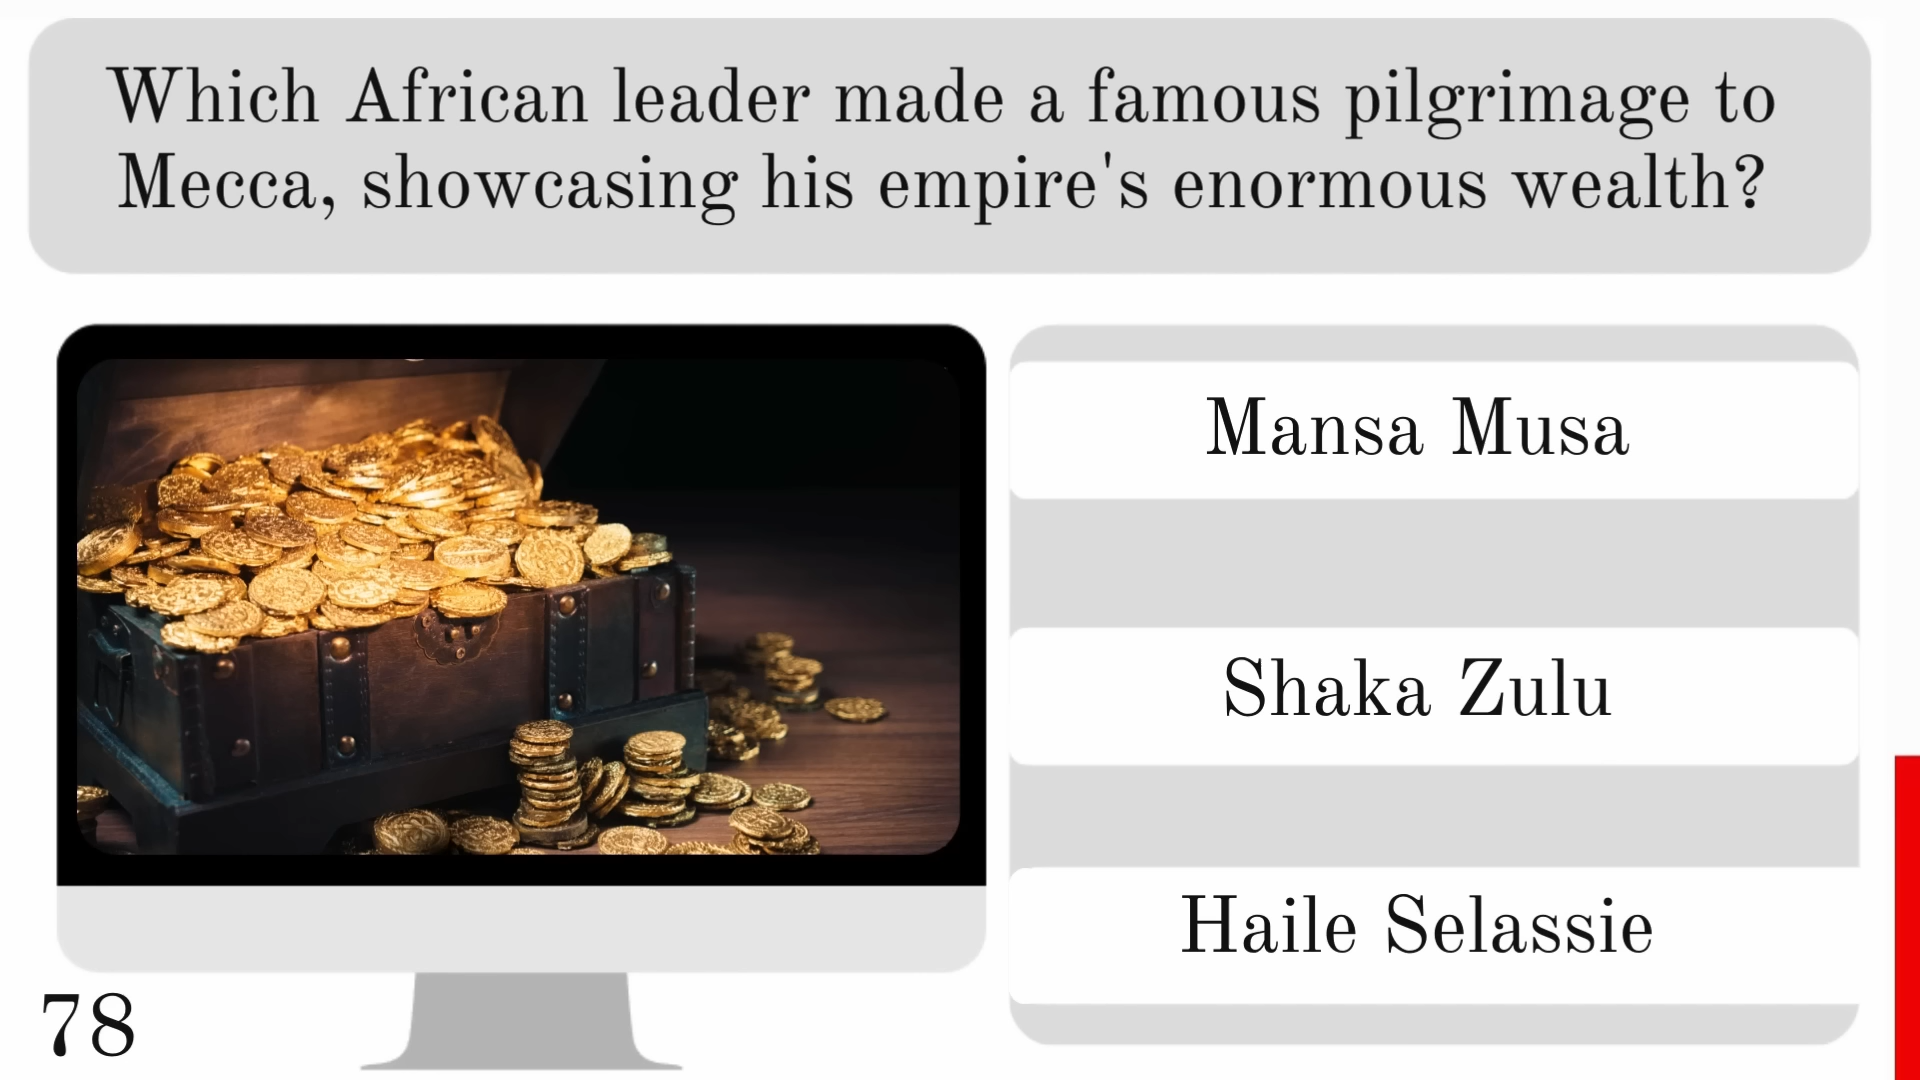 Which African leader made a famous pilgrimage to
Mecca, showcasing his empire's enormous wealth?
Mansa Musa
Shaka Zulu
Haile Selassie
78